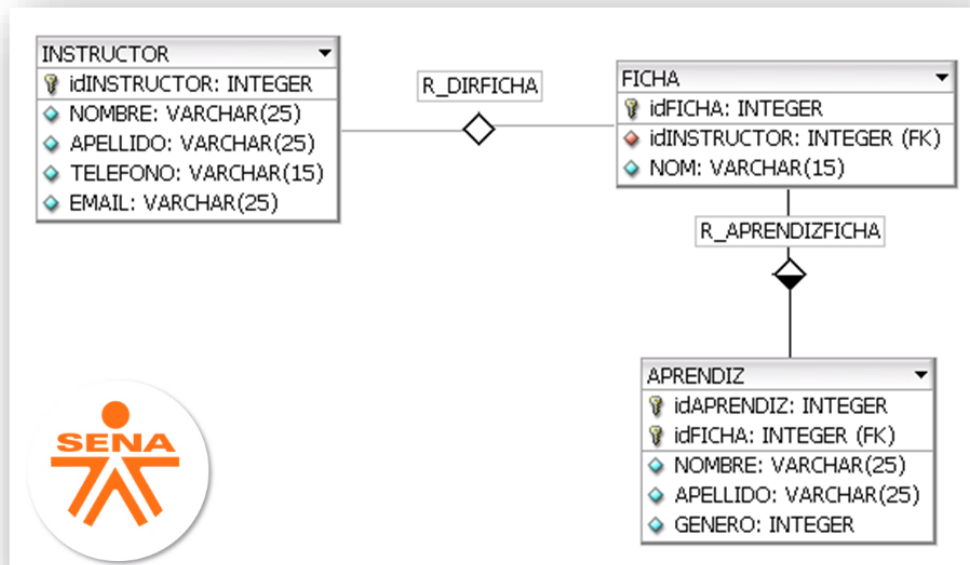 INSTRUCTOR
idINSTRUCTOR: INTEGER
NOMBRE: VARCHAR(25)
APELLIDO: VARCHAR(25)
TELEFONO: VARCHAR(15)
EMAIL: VARCHAR(25)
R_DIRFICHA
FICHA
idFICHA: INTEGER
idINSTRUCTOR: INTEGER (FK)
NOM: VARCHAR(15)
R_APRENDIZFICHA
APRENDIZ
idAPRENDIZ: INTEGER
idFICHA: INTEGER (FK)
NOMBRE: VARCHAR(25)
APELLIDO: VARCHAR(25)
GENERO: INTEGER
SENA